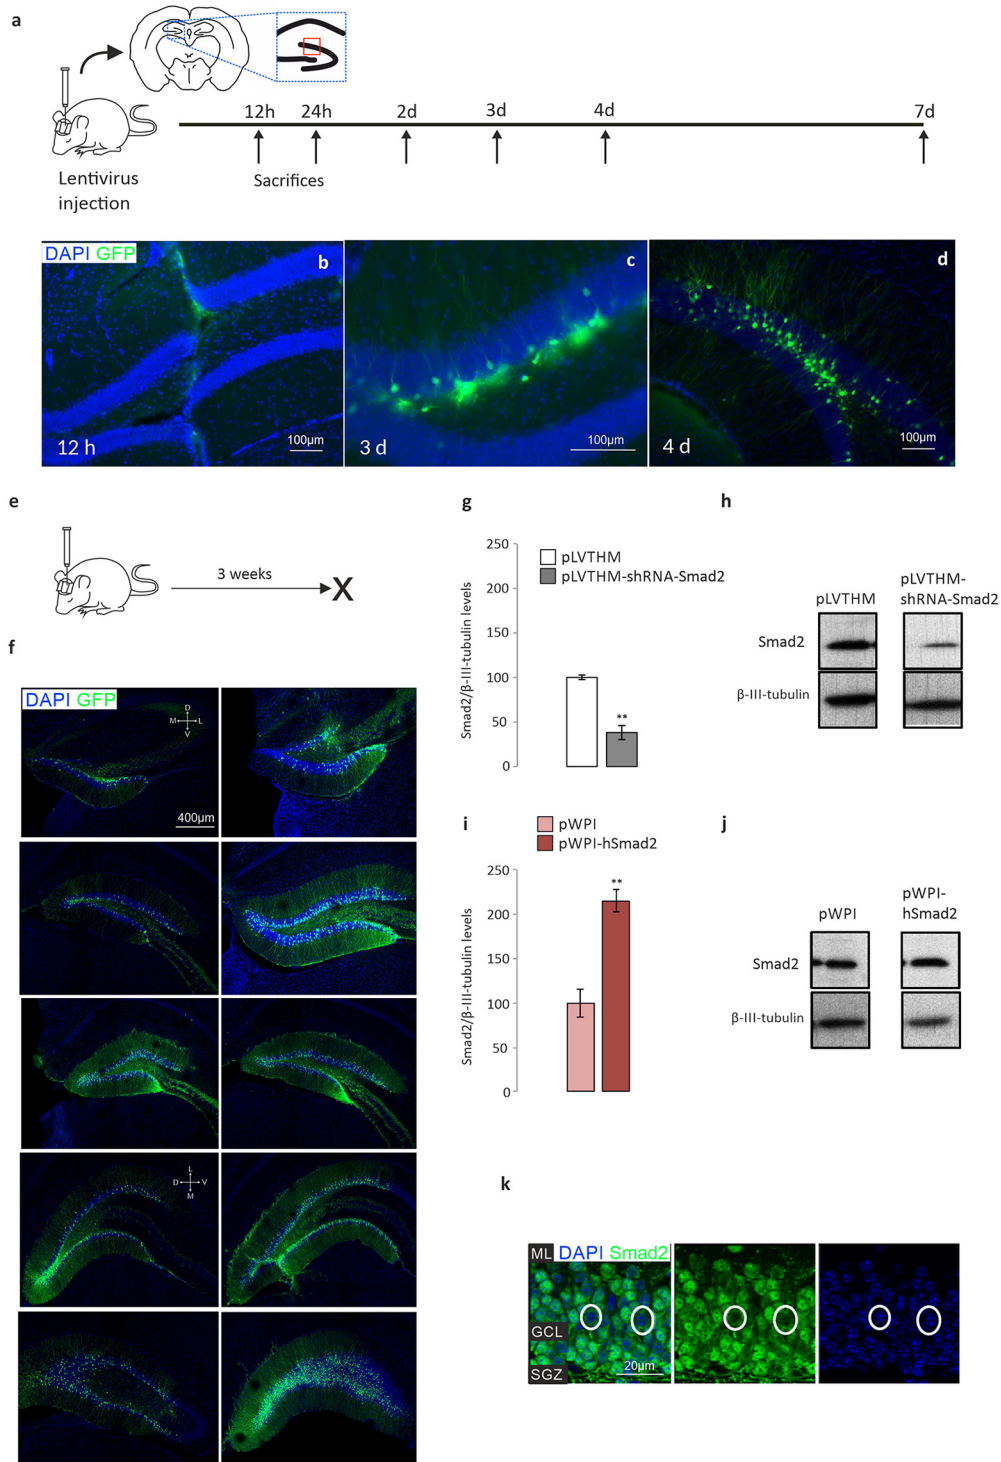 a
12h 24h 2d 3d 4d 7d
Lentivirus
injection
Sacrifices
DAPI GFP
b
c
d
12 h
100µm
3 d
100µm
4 d
100µm
e
3 weeks
X
f
DAPI GFP
D
M L
V
400µm
L
D V
M
g
Smad2/β-III-tubulin levels
250
200
150
100
50
0
pLVTHM
pLVTHM-shRNA-Smad2
**
h
pLVTHM
pLVTHM-
shRNA-Smad2
Smad2
β-III-tubulin
i
pWPI
pWPI-hSmad2
Smad2/β-III-tubulin levels
250
200
150
100
50
0
**
j
pWPI
pWPI-
hSmad2
Smad2
β-III-tubulin
k
ML DAPI Smad2
GCL
SGZ
20µm